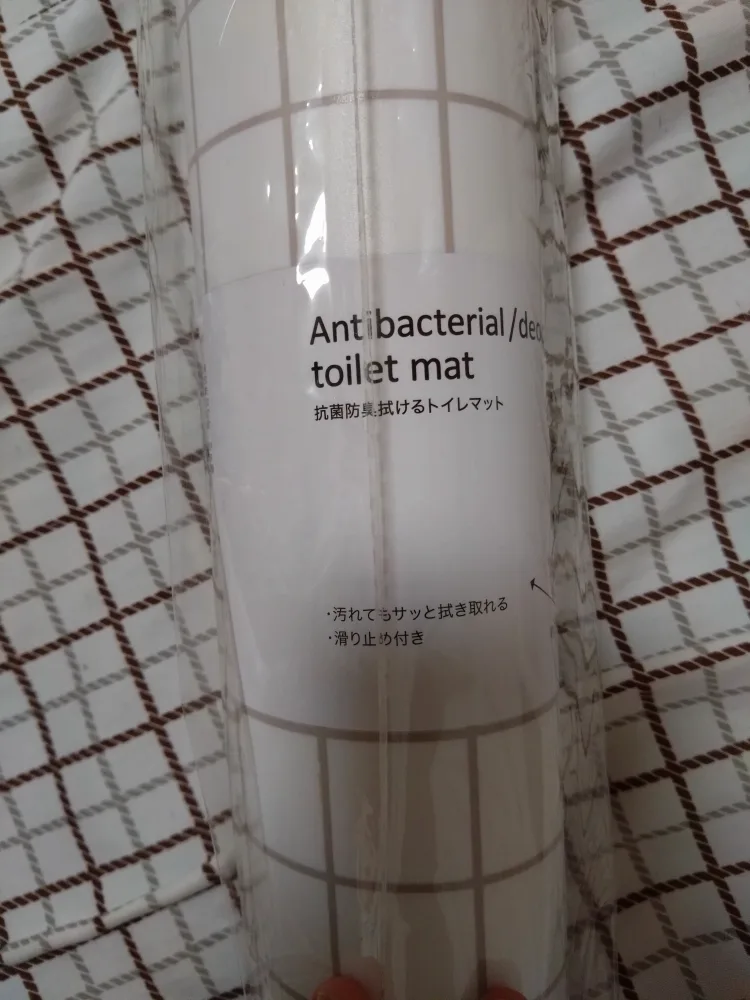 Antibacterial/deo
toilet mat
抗菌防臭拭けるトイレマット
・汚れてもサッと拭き取れる
・滑り止め付き